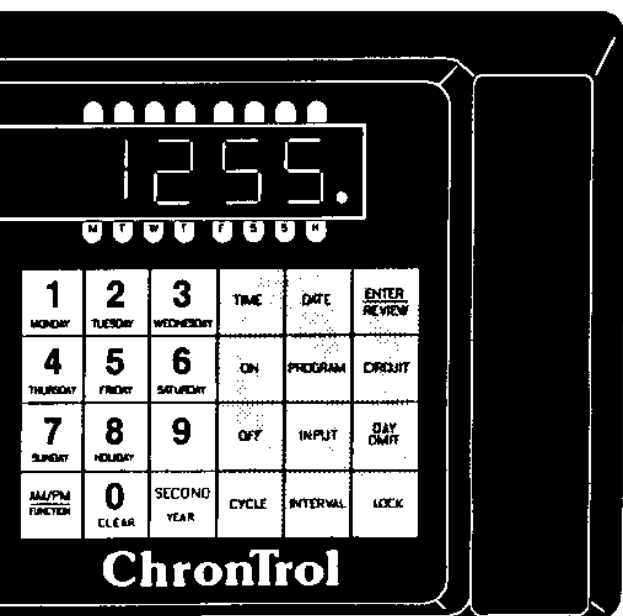 1255.
M T W T F S S H
1 2 3 TIME DATE ENTER
MONDAY TUESDAY WEDNESDAY REVIEW
4 5 6 ON PROGRAM CIRCUIT
THURSDAY FRIDAY SATURDAY
7 8 9 OFF INPUT DAY OMIT
SUNDAY HOLIDAY
AM/PM 0 SECOND CYCLE INTERVAL LOCK
FUNCTION CLEAR YEAR
ChronTrol